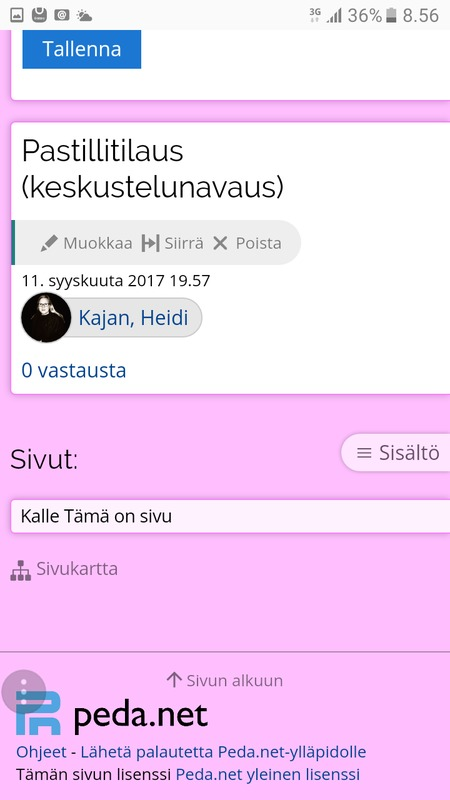 3G 36% 8.56
Tallenna
Pastillitilaus
(keskustelunavaus)
Muokkaa Siirrä Poista
11. syyskuuta 2017 19.57
Kajan, Heidi
0 vastausta
Sivut:
Sisältö
Kalle Tämä on sivu
Sivukartta
Sivun alkuun
peda.net
Ohjeet - Lähetä palautetta Peda.net-ylläpidolle
Tämän sivun lisenssi Peda.net yleinen lisenssi